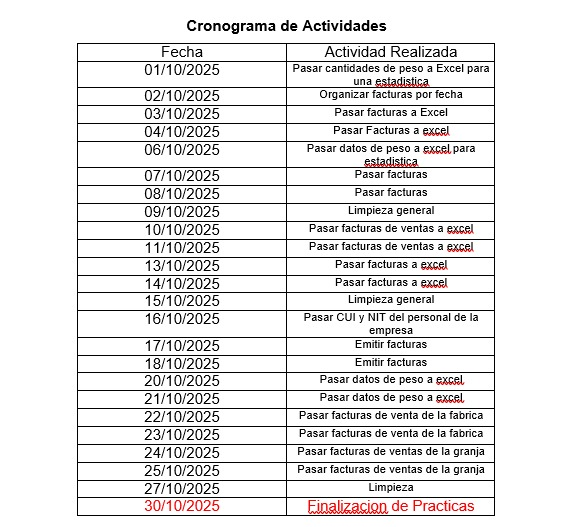 Cronograma de Actividades
Fecha Actividad Realizada
01/10/2025 Pasar cantidades de peso a Excel para
una estadistica
02/10/2025 Organizar facturas por fecha
03/10/2025 Pasar facturas a Excel
04/10/2025 Pasar Facturas a excel
06/10/2025 Pasar datos de peso a excel para
estadistica
07/10/2025 Pasar facturas
08/10/2025 Pasar facturas
09/10/2025 Limpieza general
10/10/2025 Pasar facturas de ventas a excel
11/10/2025 Pasar facturas de ventas a excel
13/10/2025 Pasar facturas a excel
14/10/2025 Pasar facturas a excel
15/10/2025 Limpieza general
16/10/2025 Pasar CUI y NIT del personal de la
empresa
17/10/2025 Emitir facturas
18/10/2025 Emitir facturas
20/10/2025 Pasar datos de peso a excel
21/10/2025 Pasar datos de peso a excel
22/10/2025 Pasar facturas de venta de la fabrica
23/10/2025 Pasar facturas de venta de la fabrica
24/10/2025 Pasar facturas de ventas de la granja
25/10/2025 Pasar facturas de ventas de la granja
27/10/2025 Limpieza
30/10/2025 Finalizacion de Practicas